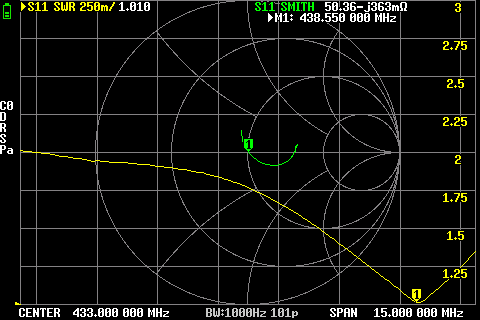 S11 SWR 250m/ 1.010 S11 SMITH 50.36-j363mΩ 3
M1: 438.550 000 MHz
2.75
2.5
C0
D
R
S
Pa
2.25
1
2
1.75
1.5
1.25
1
CENTER 433.000 000 MHz BW:1000Hz 101p SPAN 15.000 000 MHz